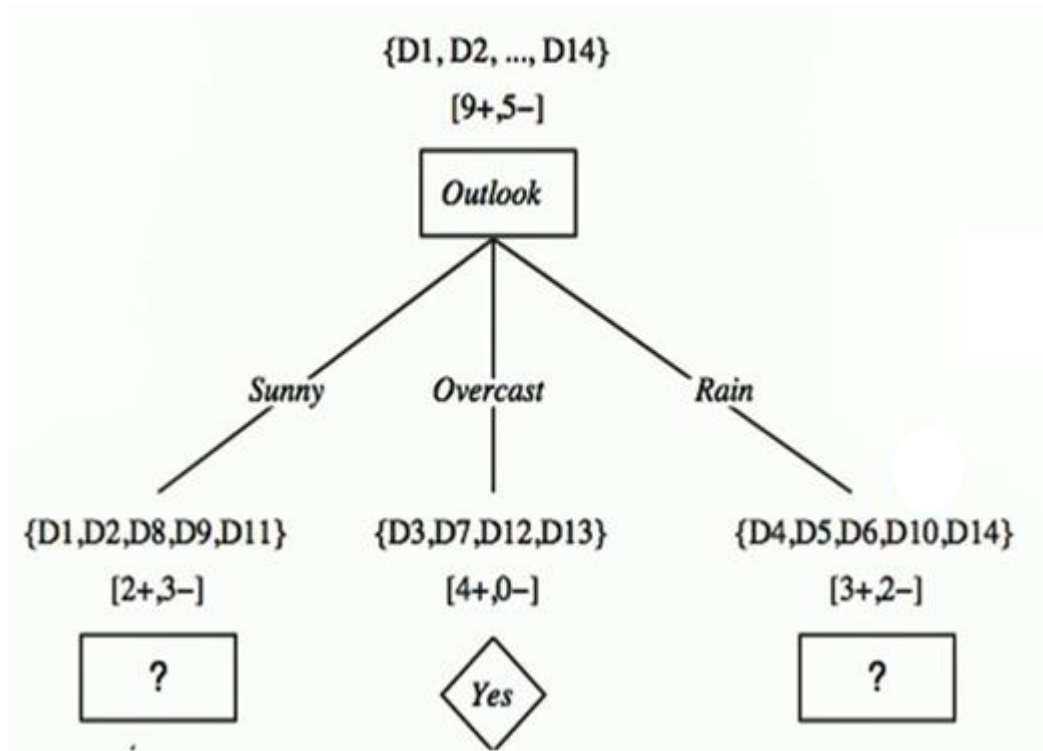 {D1, D2, ..., D14}
[9+,5−]
Outlook
Sunny
Overcast
Rain
{D1,D2,D8,D9,D11}
{D3,D7,D12,D13}
{D4,D5,D6,D10,D14}
[2+,3−]
[4+,0−]
[3+,2−]
?
Yes
?